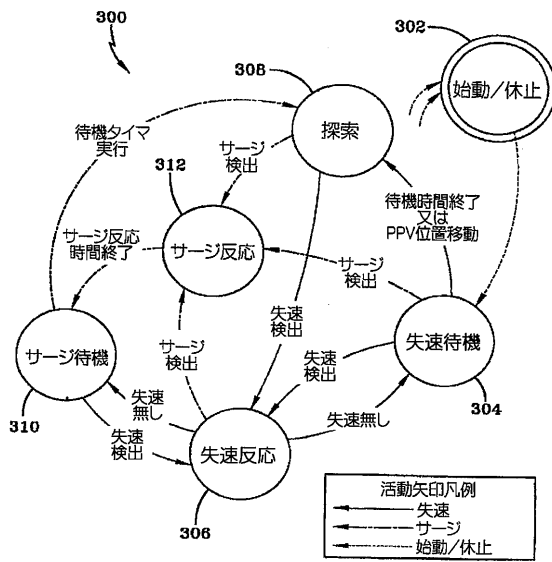 300
302
308
始動/休止
探索
待機タイマ
実行
サージ
検出
312
待機時間終了
又は
PPV位置移動
サージ反応
サージ反応
時間終了
サージ
検出
失速
検出
サージ
検出
サージ待機
失速
検出
失速待機
304
310
失速
無し
失速
検出
失速無し
失速反応
306
活動矢印凡例
失速
サージ
始動/休止